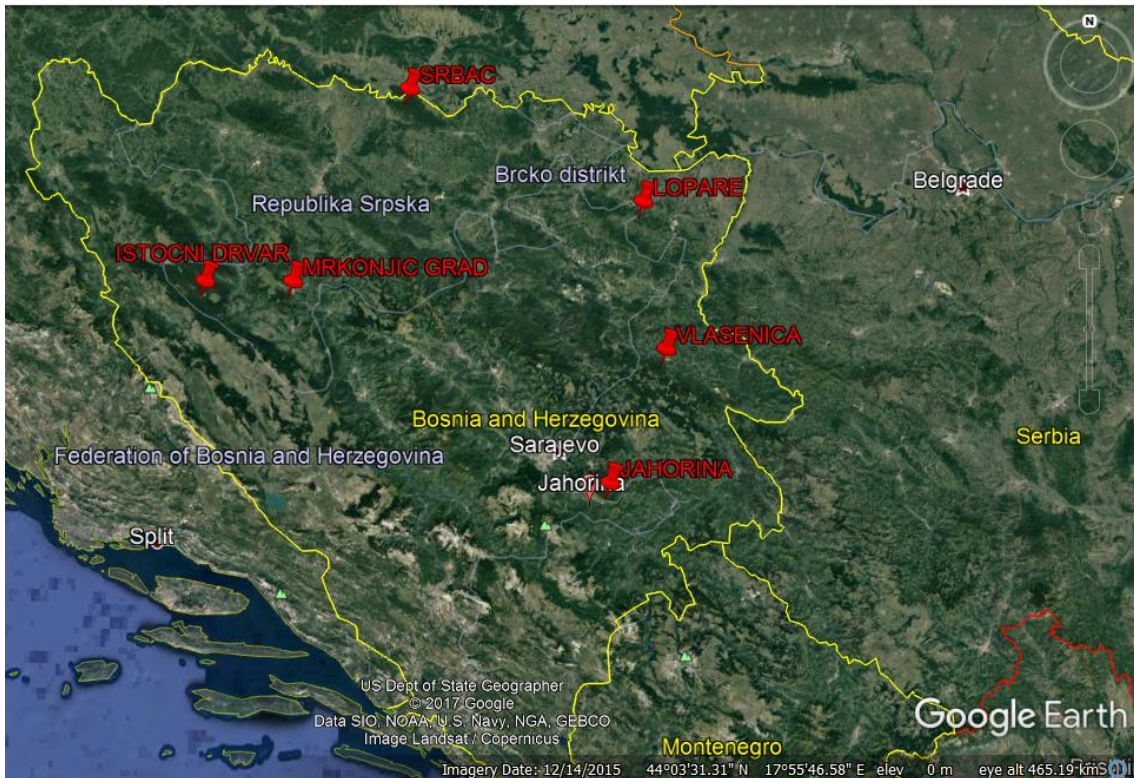 N
SRBAC
Brcko distrikt
LOPARE
Belgrade
Republika Srpska
ISTOCNI DRVAR
MRKONJIC GRAD
VLASENICA
Bosnia and Herzegovina
Serbia
Sarajevo
Federation of Bosnia and Herzegovina
JAHORINA
Jahorina
Split
US Dept of State Geographer
© 2017 Google
Data SIO, NOAA, U.S. Navy, NGA, GEBCO
Image Landsat / Copernicus
Google Earth
Montenegro
Imagery Date: 12/14/2015 44°03'31.31" N 17°55'46.58" E elev 0 m eye alt 465.19 km